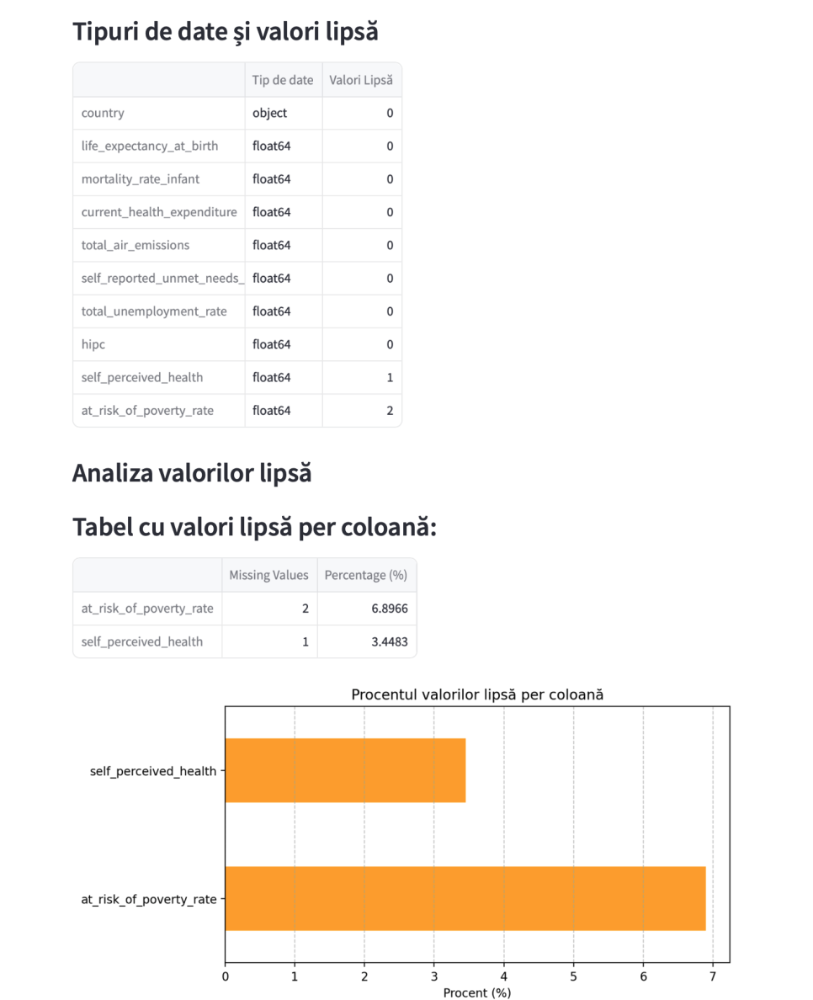 Tipuri de date și valori lipsă
Tip de date Valori Lipsă
country object 0
life_expectancy_at_birth float64 0
mortality_rate_infant float64 0
current_health_expenditure float64 0
total_air_emissions float64 0
self_reported_unmet_needs_ float64 0
total_unemployment_rate float64 0
hipc float64 0
self_perceived_health float64 1
at_risk_of_poverty_rate float64 2
Analiza valorilor lipsă
Tabel cu valori lipsă per coloană:
Missing Values Percentage (%)
at_risk_of_poverty_rate 2 6.8966
self_perceived_health 1 3.4483
Procentul valorilor lipsă per coloană
self_perceived_health
at_risk_of_poverty_rate
0 1 2 3 4 5 6 7
Procent (%)